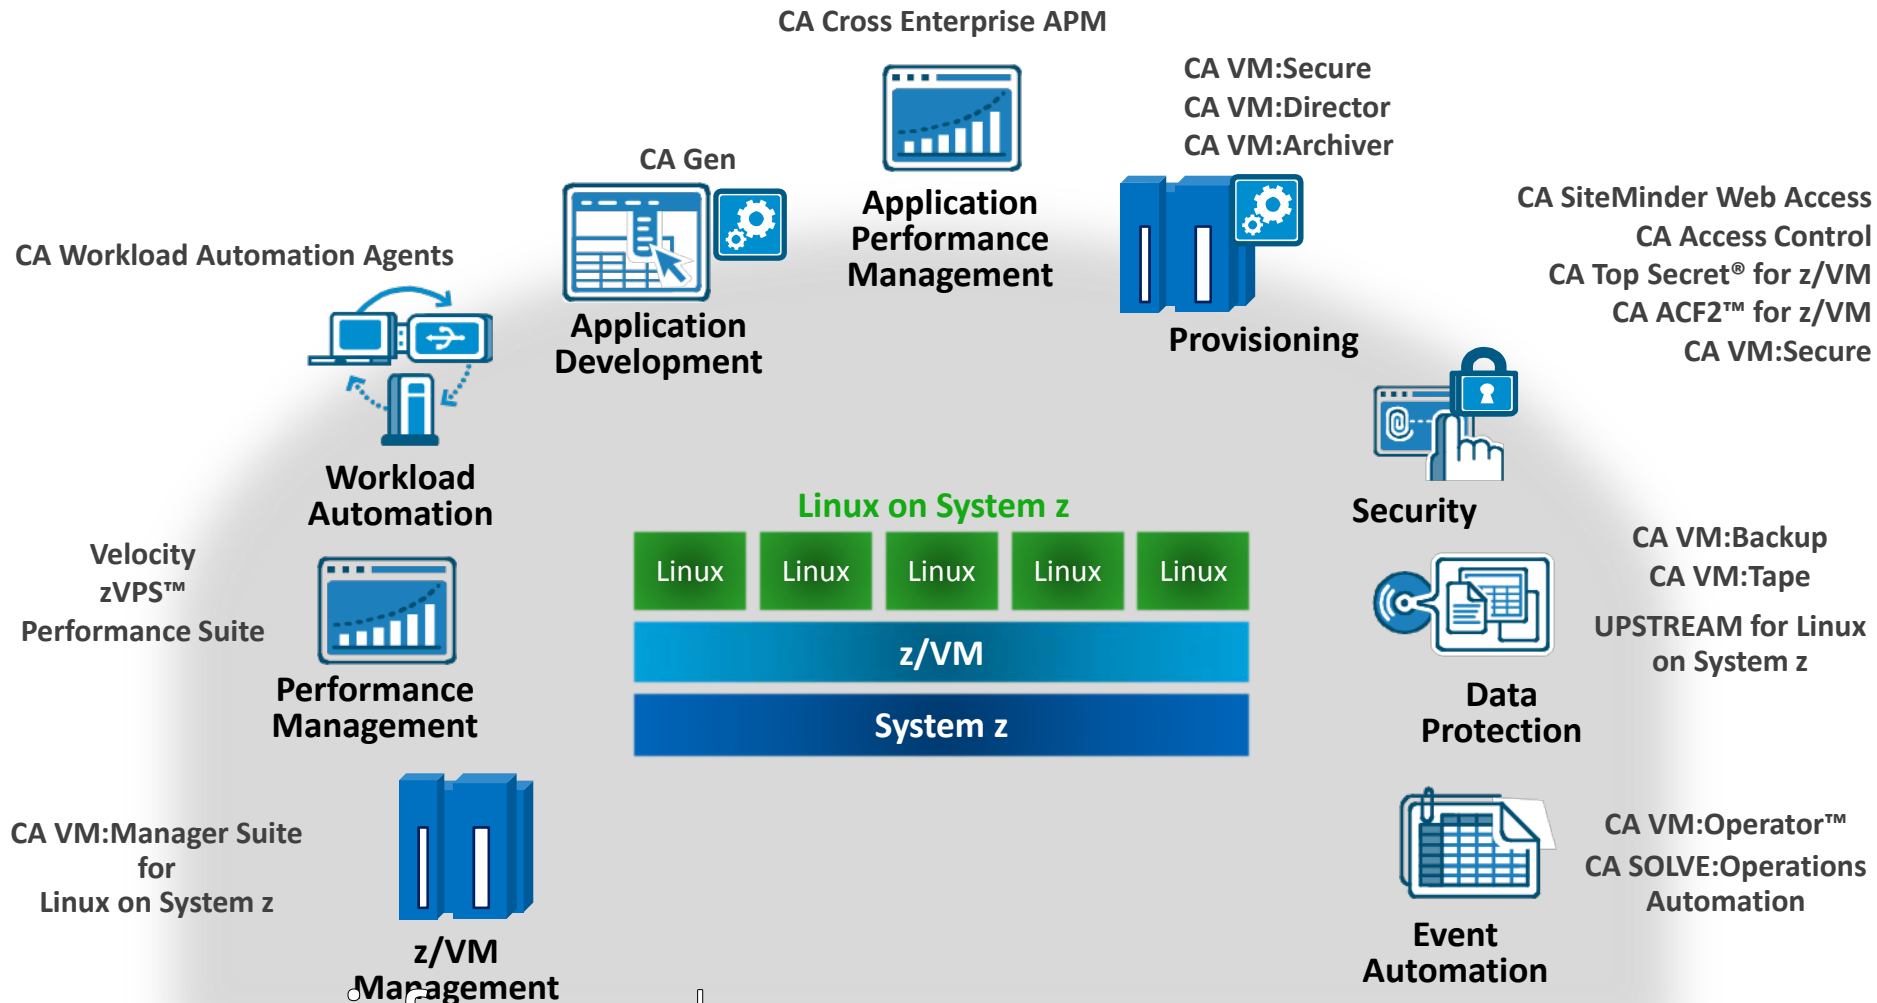 CA Cross Enterprise APM
Application
Performance
Management
CA VM:Secure
CA VM:Director
CA VM:Archiver
Provisioning
CA Gen
Application
Development
CA Workload Automation Agents
Workload
Automation
CA SiteMinder Web Access
CA Access Control
CA Top Secret® for z/VM
CA ACF2™ for z/VM
CA VM:Secure
Security
Linux on System z
Linux Linux Linux Linux Linux
z/VM
System z
Velocity
zVPS™
Performance Suite
Performance
Management
CA VM:Backup
CA VM:Tape
UPSTREAM for Linux
on System z
Data
Protection
CA VM:Manager Suite
for
Linux on System z
z/VM
Management
CA VM:Operator™
CA SOLVE:Operations
Automation
Event
Automation